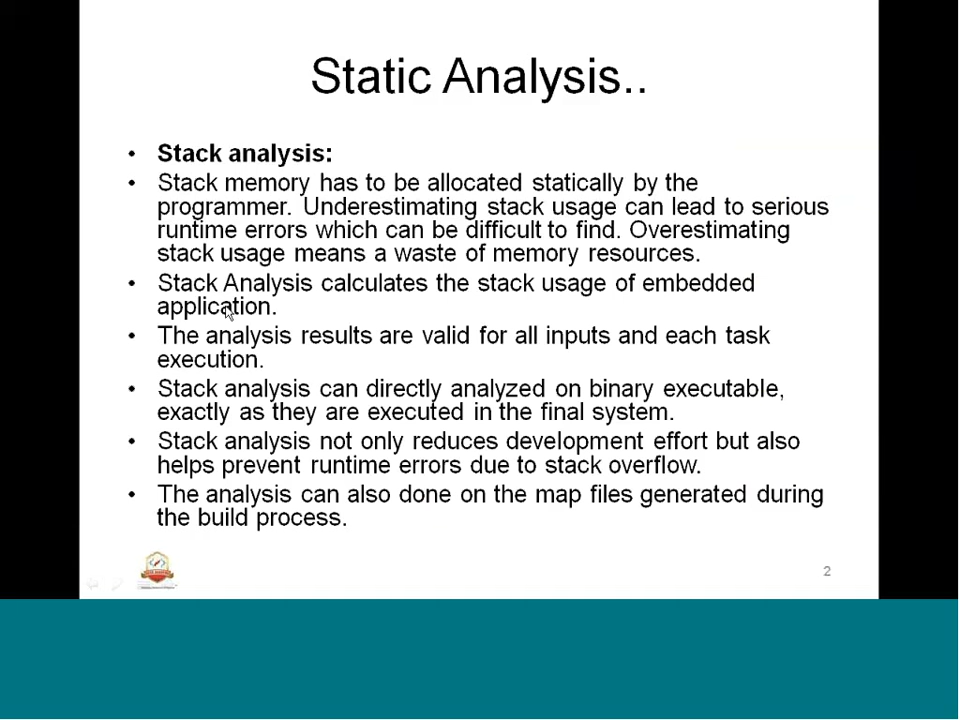 Static Analysis..
• Stack analysis:
• Stack memory has to be allocated statically by the
programmer. Underestimating stack usage can lead to serious
runtime errors which can be difficult to find. Overestimating
stack usage means a waste of memory resources.
• Stack Analysis calculates the stack usage of embedded
application.
• The analysis results are valid for all inputs and each task
execution.
• Stack analysis can directly analyzed on binary executable,
exactly as they are executed in the final system.
• Stack analysis not only reduces development effort but also
helps prevent runtime errors due to stack overflow.
• The analysis can also done on the map files generated during
the build process.
2